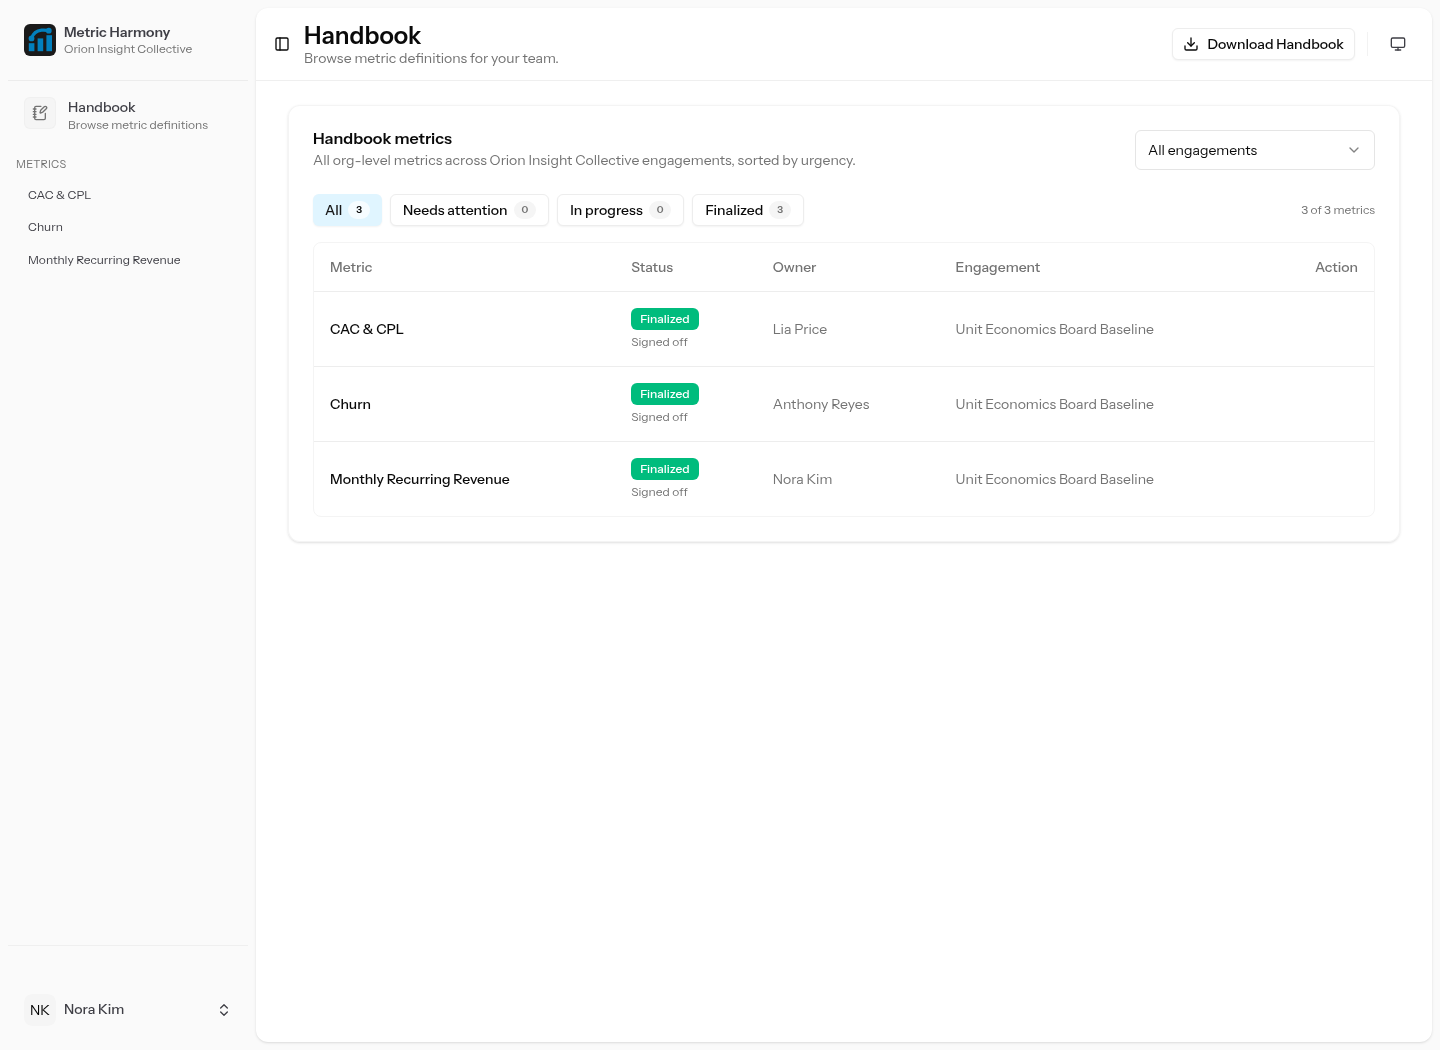 Metric Harmony
Orion Insight Collective
Handbook
Browse metric definitions
METRICS
CAC & CPL
Churn
Monthly Recurring Revenue
NK Nora Kim
Handbook
Browse metric definitions for your team.
Download Handbook
Handbook metrics
All org-level metrics across Orion Insight Collective engagements, sorted by urgency.
All engagements
All 3 Needs attention 0 In progress 0 Finalized 3 3 of 3 metrics
Metric Status Owner Engagement Action
CAC & CPL Finalized Lia Price Unit Economics Board Baseline
Signed off
Churn Finalized Anthony Reyes Unit Economics Board Baseline
Signed off
Monthly Recurring Revenue Finalized Nora Kim Unit Economics Board Baseline
Signed off